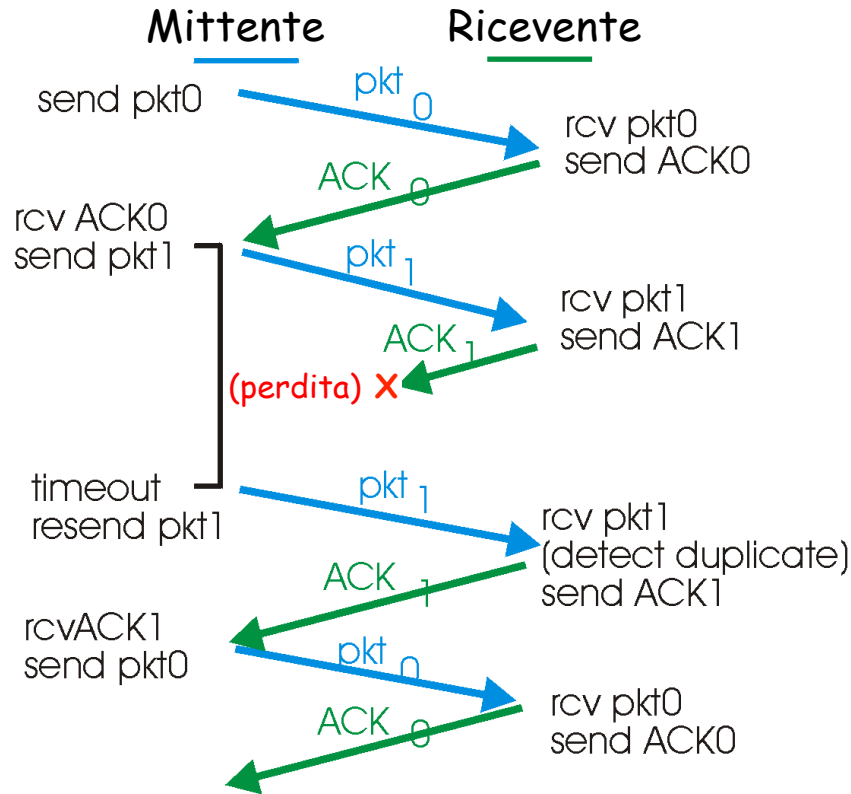 Mittente
Ricevente
send pkt0
pkt 0
rcv pkt0
send ACK0
ACK 0
rcv ACK0
send pkt1
pkt 1
rcv pkt1
send ACK1
ACK 1
(perdita) X
timeout
resend pkt1
pkt 1
rcv pkt1
(detect duplicate)
send ACK1
ACK 1
rcvACK1
send pkt0
pkt 0
rcv pkt0
send ACK0
ACK 0